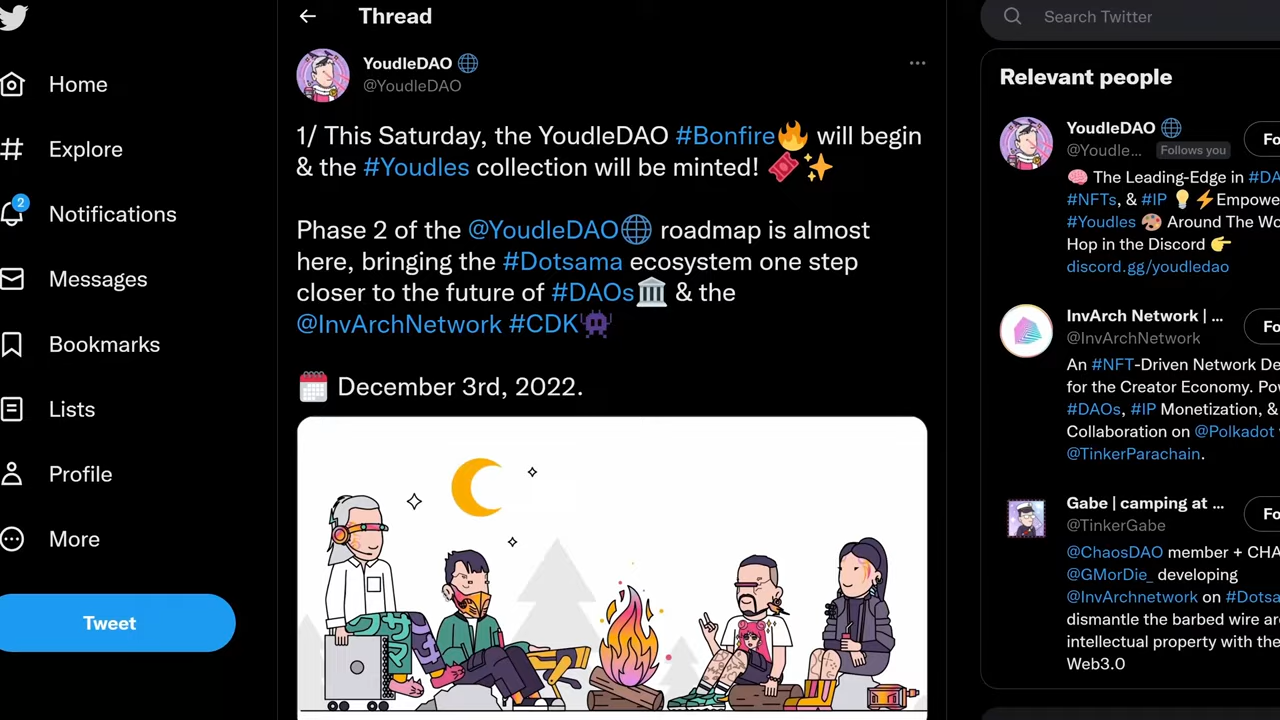 Thread
Search Twitter
Home
Explore
2
Notifications
Messages
Bookmarks
Lists
Profile
More
Tweet
YoudleDAO 🌐
@YoudleDAO
1/ This Saturday, the YoudleDAO #Bonfire🔥 will begin
& the #Youdles collection will be minted! 🎟️✨
Phase 2 of the @YoudleDAO🌐 roadmap is almost
here, bringing the #Dotsama ecosystem one step
closer to the future of #DAOs🏛️ & the
@InvArchNetwork #CDK👾
🗓️ December 3rd, 2022.
Relevant people
YoudleDAO 🌐
@Youdle... Follows you
Fo
🧠 The Leading-Edge in #DA
#NFTs, & #IP 💡⚡Empowe
#Youdles 🎨 Around The Wo
Hop in the Discord 👉
discord.gg/youdledao
InvArch Network | ...
@InvArchNetwork
Fo
An #NFT-Driven Network De
for the Creator Economy. Po
#DAOs, #IP Monetization, &
Collaboration on @Polkadot
@TinkerParachain.
Gabe | camping at ...
@TinkerGabe
Fo
@ChaosDAO member + CHA
@GMorDie_ developing
@InvArchnetwork on #Dotsa
dismantle the barbed wire ar
intellectual property with the
Web3.0